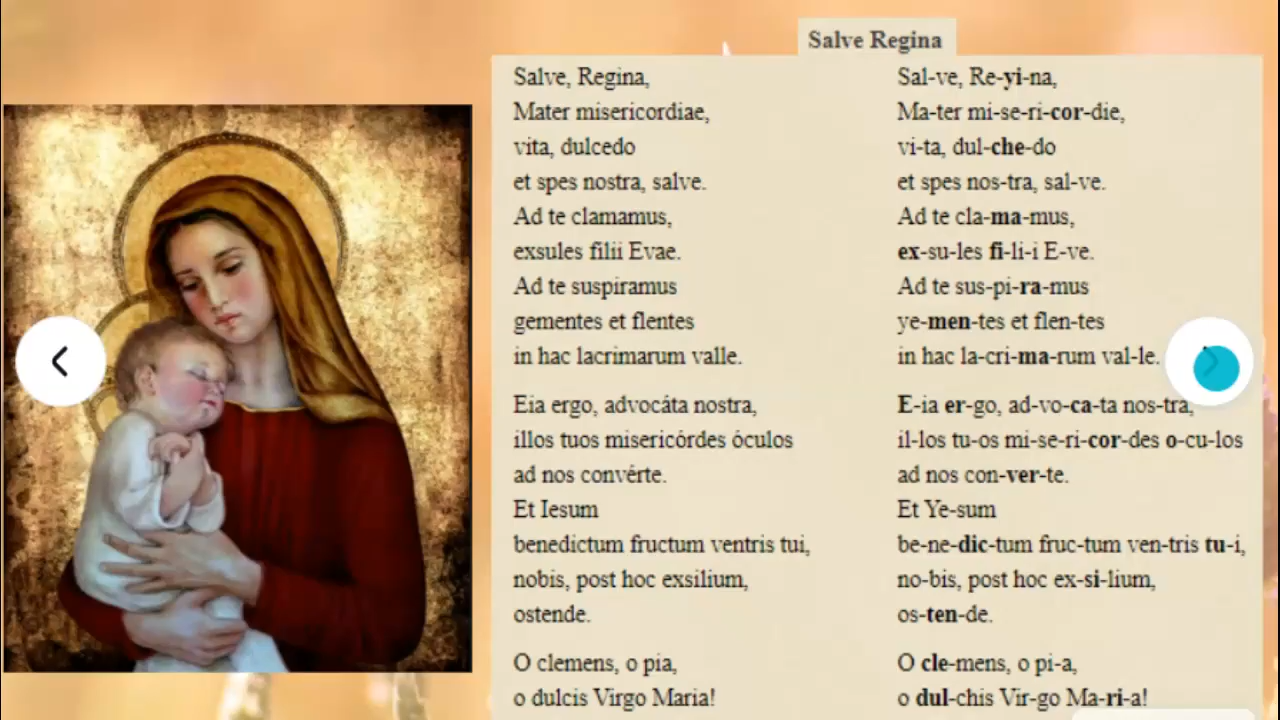 Salve Regina
Salve, Regina,
Mater misericordiae,
vita, dulcedo
et spes nostra, salve.
Ad te clamamus,
exsules filii Evae.
Ad te suspiramus
gementes et flentes
in hac lacrimarum valle.
Eia ergo, advocáta nostra,
illos tuos misericórdes óculos
ad nos convérte.
Et Iesum
benedictum fructum ventris tui,
nobis, post hoc exsilium,
ostende.
O clemens, o pia,
o dulcis Virgo Maria!
Sal-ve, Re-yi-na,
Ma-ter mi-se-ri-cor-die,
vi-ta, dul-che-do
et spes nos-tra, sal-ve.
Ad te cla-ma-mus,
ex-su-les fi-li-i E-ve.
Ad te sus-pi-ra-mus
ye-men-tes et flen-tes
in hac la-cri-ma-rum val-le.
E-ia er-go, ad-vo-ca-ta nos-tra,
il-los tu-os mi-se-ri-cor-des o-cu-los
ad nos con-ver-te.
Et Ye-sum
be-ne-dic-tum fruc-tum ven-tris tu-i,
no-bis, post hoc ex-si-lium,
os-ten-de.
O cle-mens, o pi-a,
o dul-chis Vir-go Ma-ri-a!